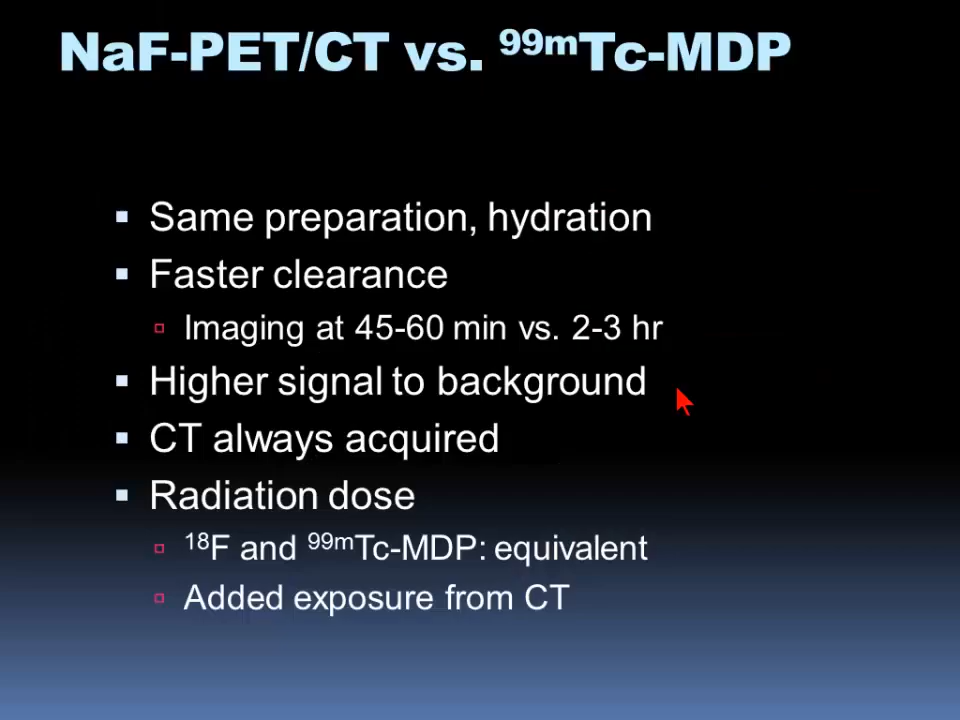 NaF-PET/CT vs. ⁹⁹ᵐTc-MDP
Same preparation, hydration
Faster clearance
Imaging at 45-60 min vs. 2-3 hr
Higher signal to background
CT always acquired
Radiation dose
¹⁸F and ⁹⁹ᵐTc-MDP: equivalent
Added exposure from CT